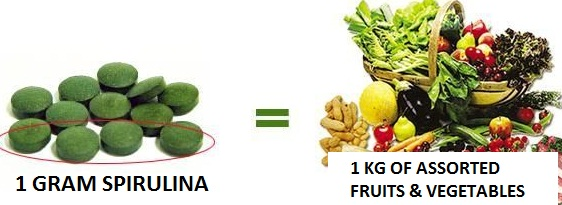 1 GRAM SPIRULINA
=
1 KG OF ASSORTED
FRUITS & VEGETABLES